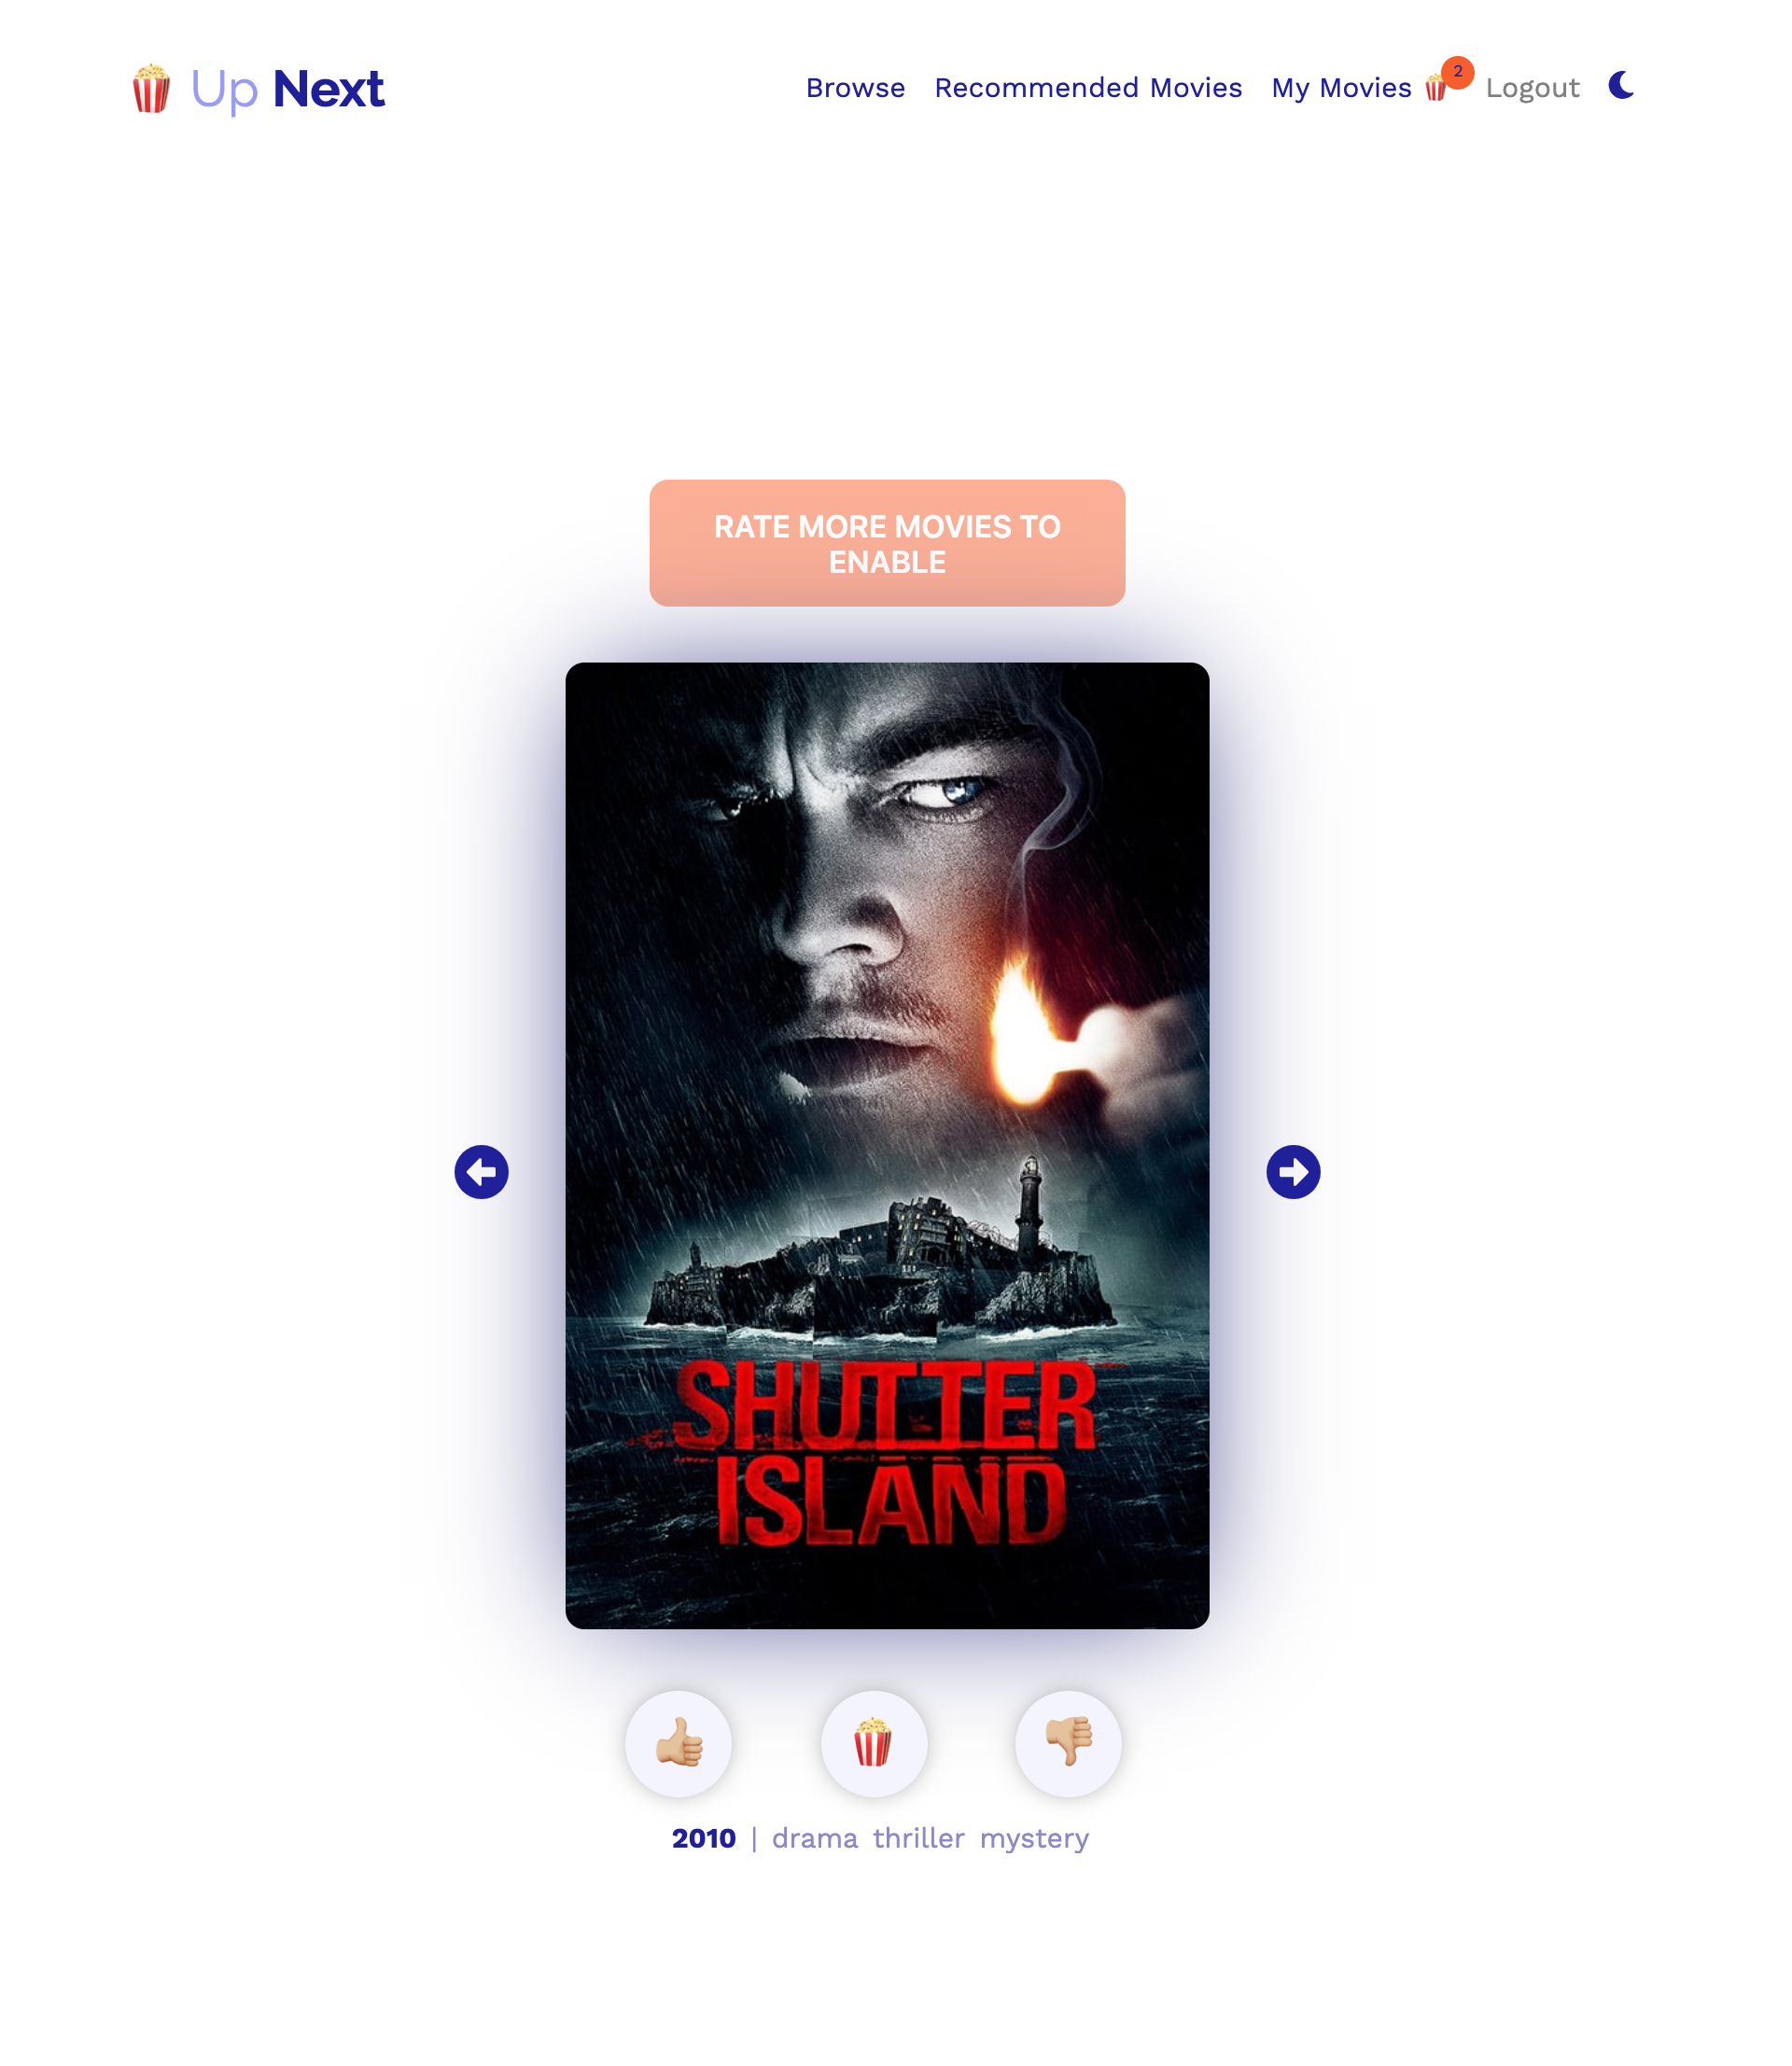 Up Next
Browse Recommended Movies My Movies 2 Logout
RATE MORE MOVIES TO
ENABLE
SHUTTER
ISLAND
2010 | drama thriller mystery